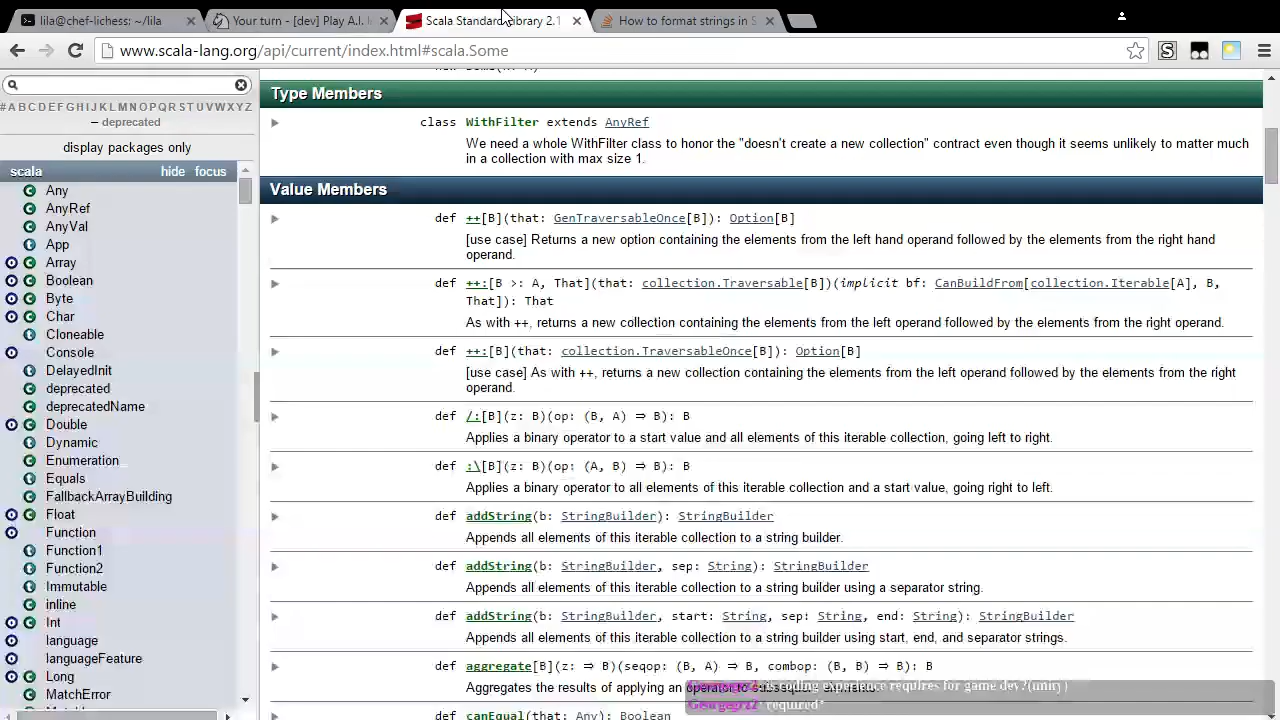 lila@chef-lichess: ~/lila
Your turn - [dev] Play A.I. l
Scala Standard Library 2.1
How to format strings in S
www.scala-lang.org/api/current/index.html#scala.Some
#ABCDEFGHIJKLMNOPQRSTUVWXYZ
– deprecated
display packages only
scala hide focus
Any
AnyRef
AnyVal
App
Array
Boolean
Byte
Char
Cloneable
Console
DelayedInit
deprecated
deprecatedName
Double
Dynamic
Enumeration
Equals
FallbackArrayBuilding
Float
Function
Function1
Function2
Immutable
inline
Int
language
languageFeature
Long
MatchError
Type Members
class WithFilter extends AnyRef
We need a whole WithFilter class to honor the "doesn't create a new collection" contract even though it seems unlikely to matter much
in a collection with max size 1.
Value Members
def ++[B](that: GenTraversableOnce[B]): Option[B]
[use case] Returns a new option containing the elements from the left hand operand followed by the elements from the right hand
operand.
def ++:[B >: A, That](that: collection.Traversable[B])(implicit bf: CanBuildFrom[collection.Iterable[A], B,
That]): That
As with ++, returns a new collection containing the elements from the left operand followed by the elements from the right operand.
def ++:[B](that: collection.TraversableOnce[B]): Option[B]
[use case] As with ++, returns a new collection containing the elements from the left operand followed by the elements from the right
operand.
def /:[B](z: B)(op: (B, A) ⇒ B): B
Applies a binary operator to a start value and all elements of this iterable collection, going left to right.
def :\[B](z: B)(op: (A, B) ⇒ B): B
Applies a binary operator to all elements of this iterable collection and a start value, going right to left.
def addString(b: StringBuilder): StringBuilder
Appends all elements of this iterable collection to a string builder.
def addString(b: StringBuilder, sep: String): StringBuilder
Appends all elements of this iterable collection to a string builder using a separator string.
def addString(b: StringBuilder, start: String, sep: String, end: String): StringBuilder
Appends all elements of this iterable collection to a string builder using start, end, and separator strings.
def aggregate[B](z: ⇒ B)(seqop: (B, A) ⇒ B, combop: (B, B) ⇒ B): B
Aggregates the results of applying an operator to subsequent
is coding experience requires for game dev?(unity)
required*
def canEqual(that: Any): Boolean